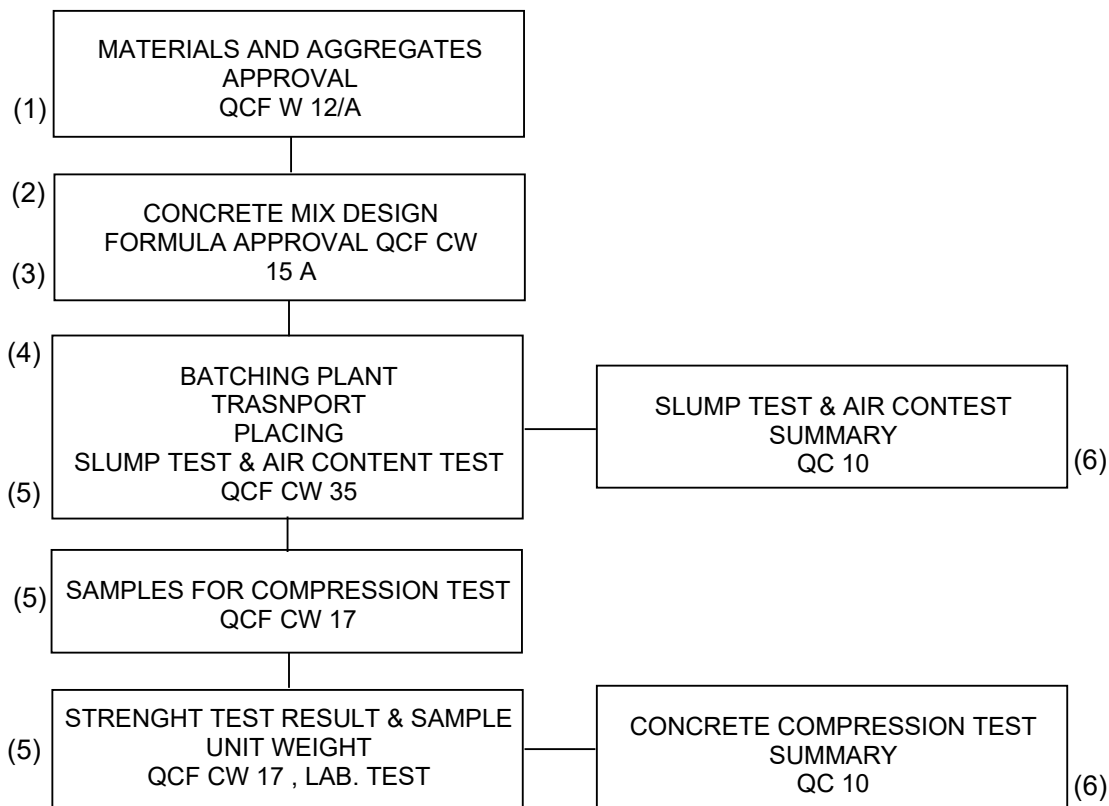 MATERIALS AND AGGREGATES
APPROVAL
QCF W 12/A
(1)
(2)
CONCRETE MIX DESIGN
FORMULA APPROVAL QCF CW
15 A
(3)
(4)
BATCHING PLANT
TRASNPORT
PLACING
SLUMP TEST & AIR CONTENT TEST
QCF CW 35
(5)
SLUMP TEST & AIR CONTEST
SUMMARY
QC 10
(6)
SAMPLES FOR COMPRESSION TEST
QCF CW 17
(5)
STRENGHT TEST RESULT & SAMPLE
UNIT WEIGHT
QCF CW 17 , LAB. TEST
(5)
CONCRETE COMPRESSION TEST
SUMMARY
QC 10
(6)